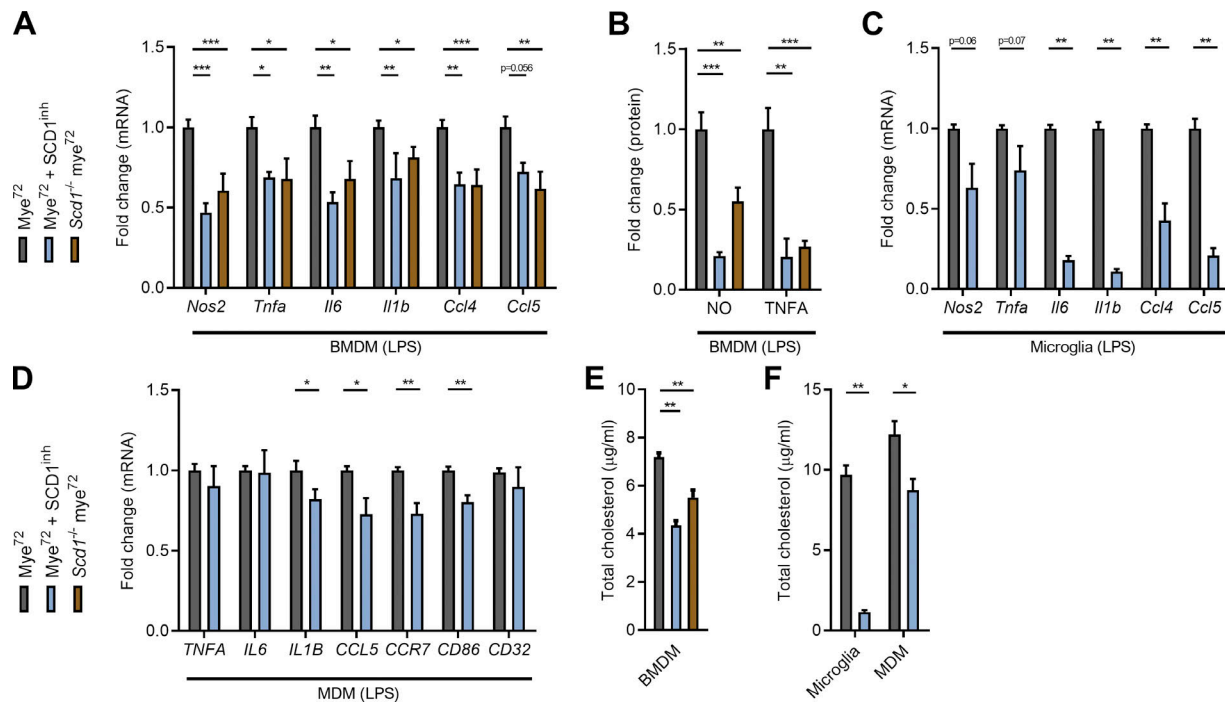 A
Mye72
Mye72 + SCD1inh
Scd1-/- mye72
Fold change (mRNA)
1.5
1.0
0.5
0.0
*** * * * *** **
*** * ** ** ** p=0.056
Nos2 Tnfa Il6 Il1b Ccl4 Ccl5
BMDM (LPS)
B
Fold change (protein)
1.5
1.0
0.5
0.0
** ***
*** **
NO TNFA
BMDM (LPS)
C
Fold change (mRNA)
1.5
1.0
0.5
0.0
p=0.06 p=0.07 ** ** ** **
Nos2 Tnfa Il6 Il1b Ccl4 Ccl5
Microglia (LPS)
D
Mye72
Mye72 + SCD1inh
Scd1-/- mye72
Fold change (mRNA)
1.5
1.0
0.5
0.0
* * ** **
TNFA IL6 IL1B CCL5 CCR7 CD86 CD32
MDM (LPS)
E
Total cholesterol (µg/ml)
10
8
6
4
2
0
**
**
BMDM
F
Total cholesterol (µg/ml)
15
10
5
0
** *
Microglia MDM